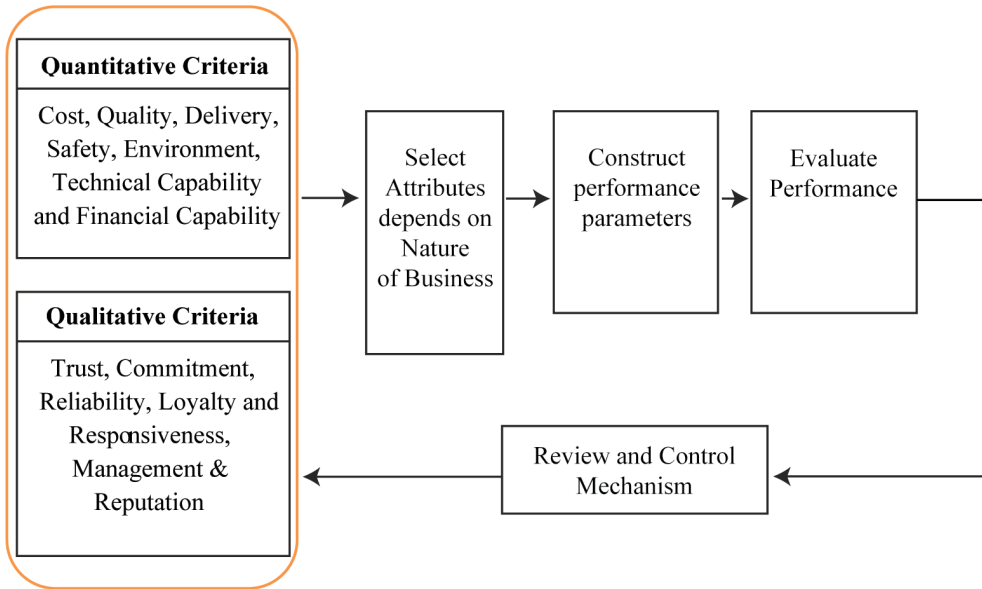 Quantitative Criteria
Cost, Quality, Delivery,
Safety, Environment,
Technical Capability
and Financial Capability
Qualitative Criteria
Trust, Commitment,
Reliability, Loyalty and
Responsiveness,
Management &
Reputation
Select
Attributes
depends on
Nature
of Business
Construct
performance
parameters
Evaluate
Performance
Review and Control
Mechanism